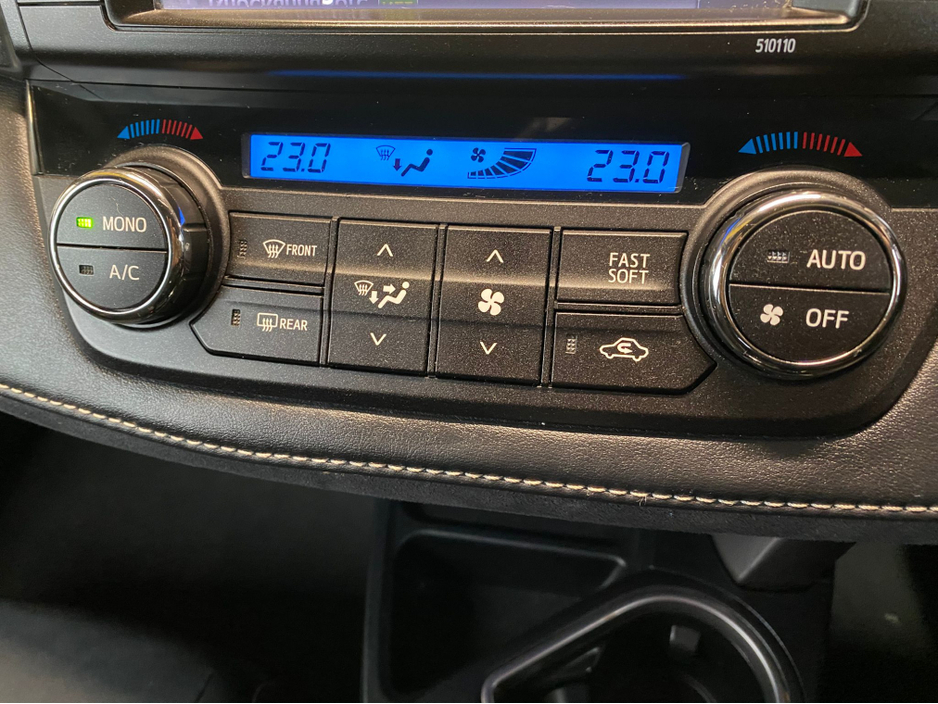 510110
23.0
23.0
MONO
A/C
FRONT
REAR
FAST
SOFT
AUTO
OFF